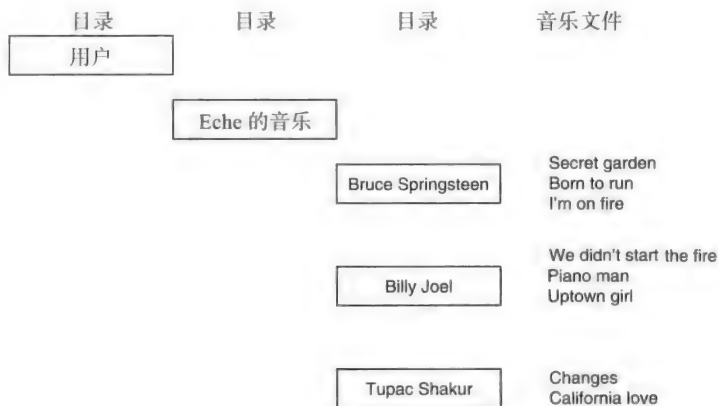 目录 目录 目录 音乐文件
用户
Eche 的音乐
Bruce Springsteen
Secret garden
Born to run
I'm on fire
Billy Joel
We didn't start the fire
Piano man
Uptown girl
Tupac Shakur
Changes
California love